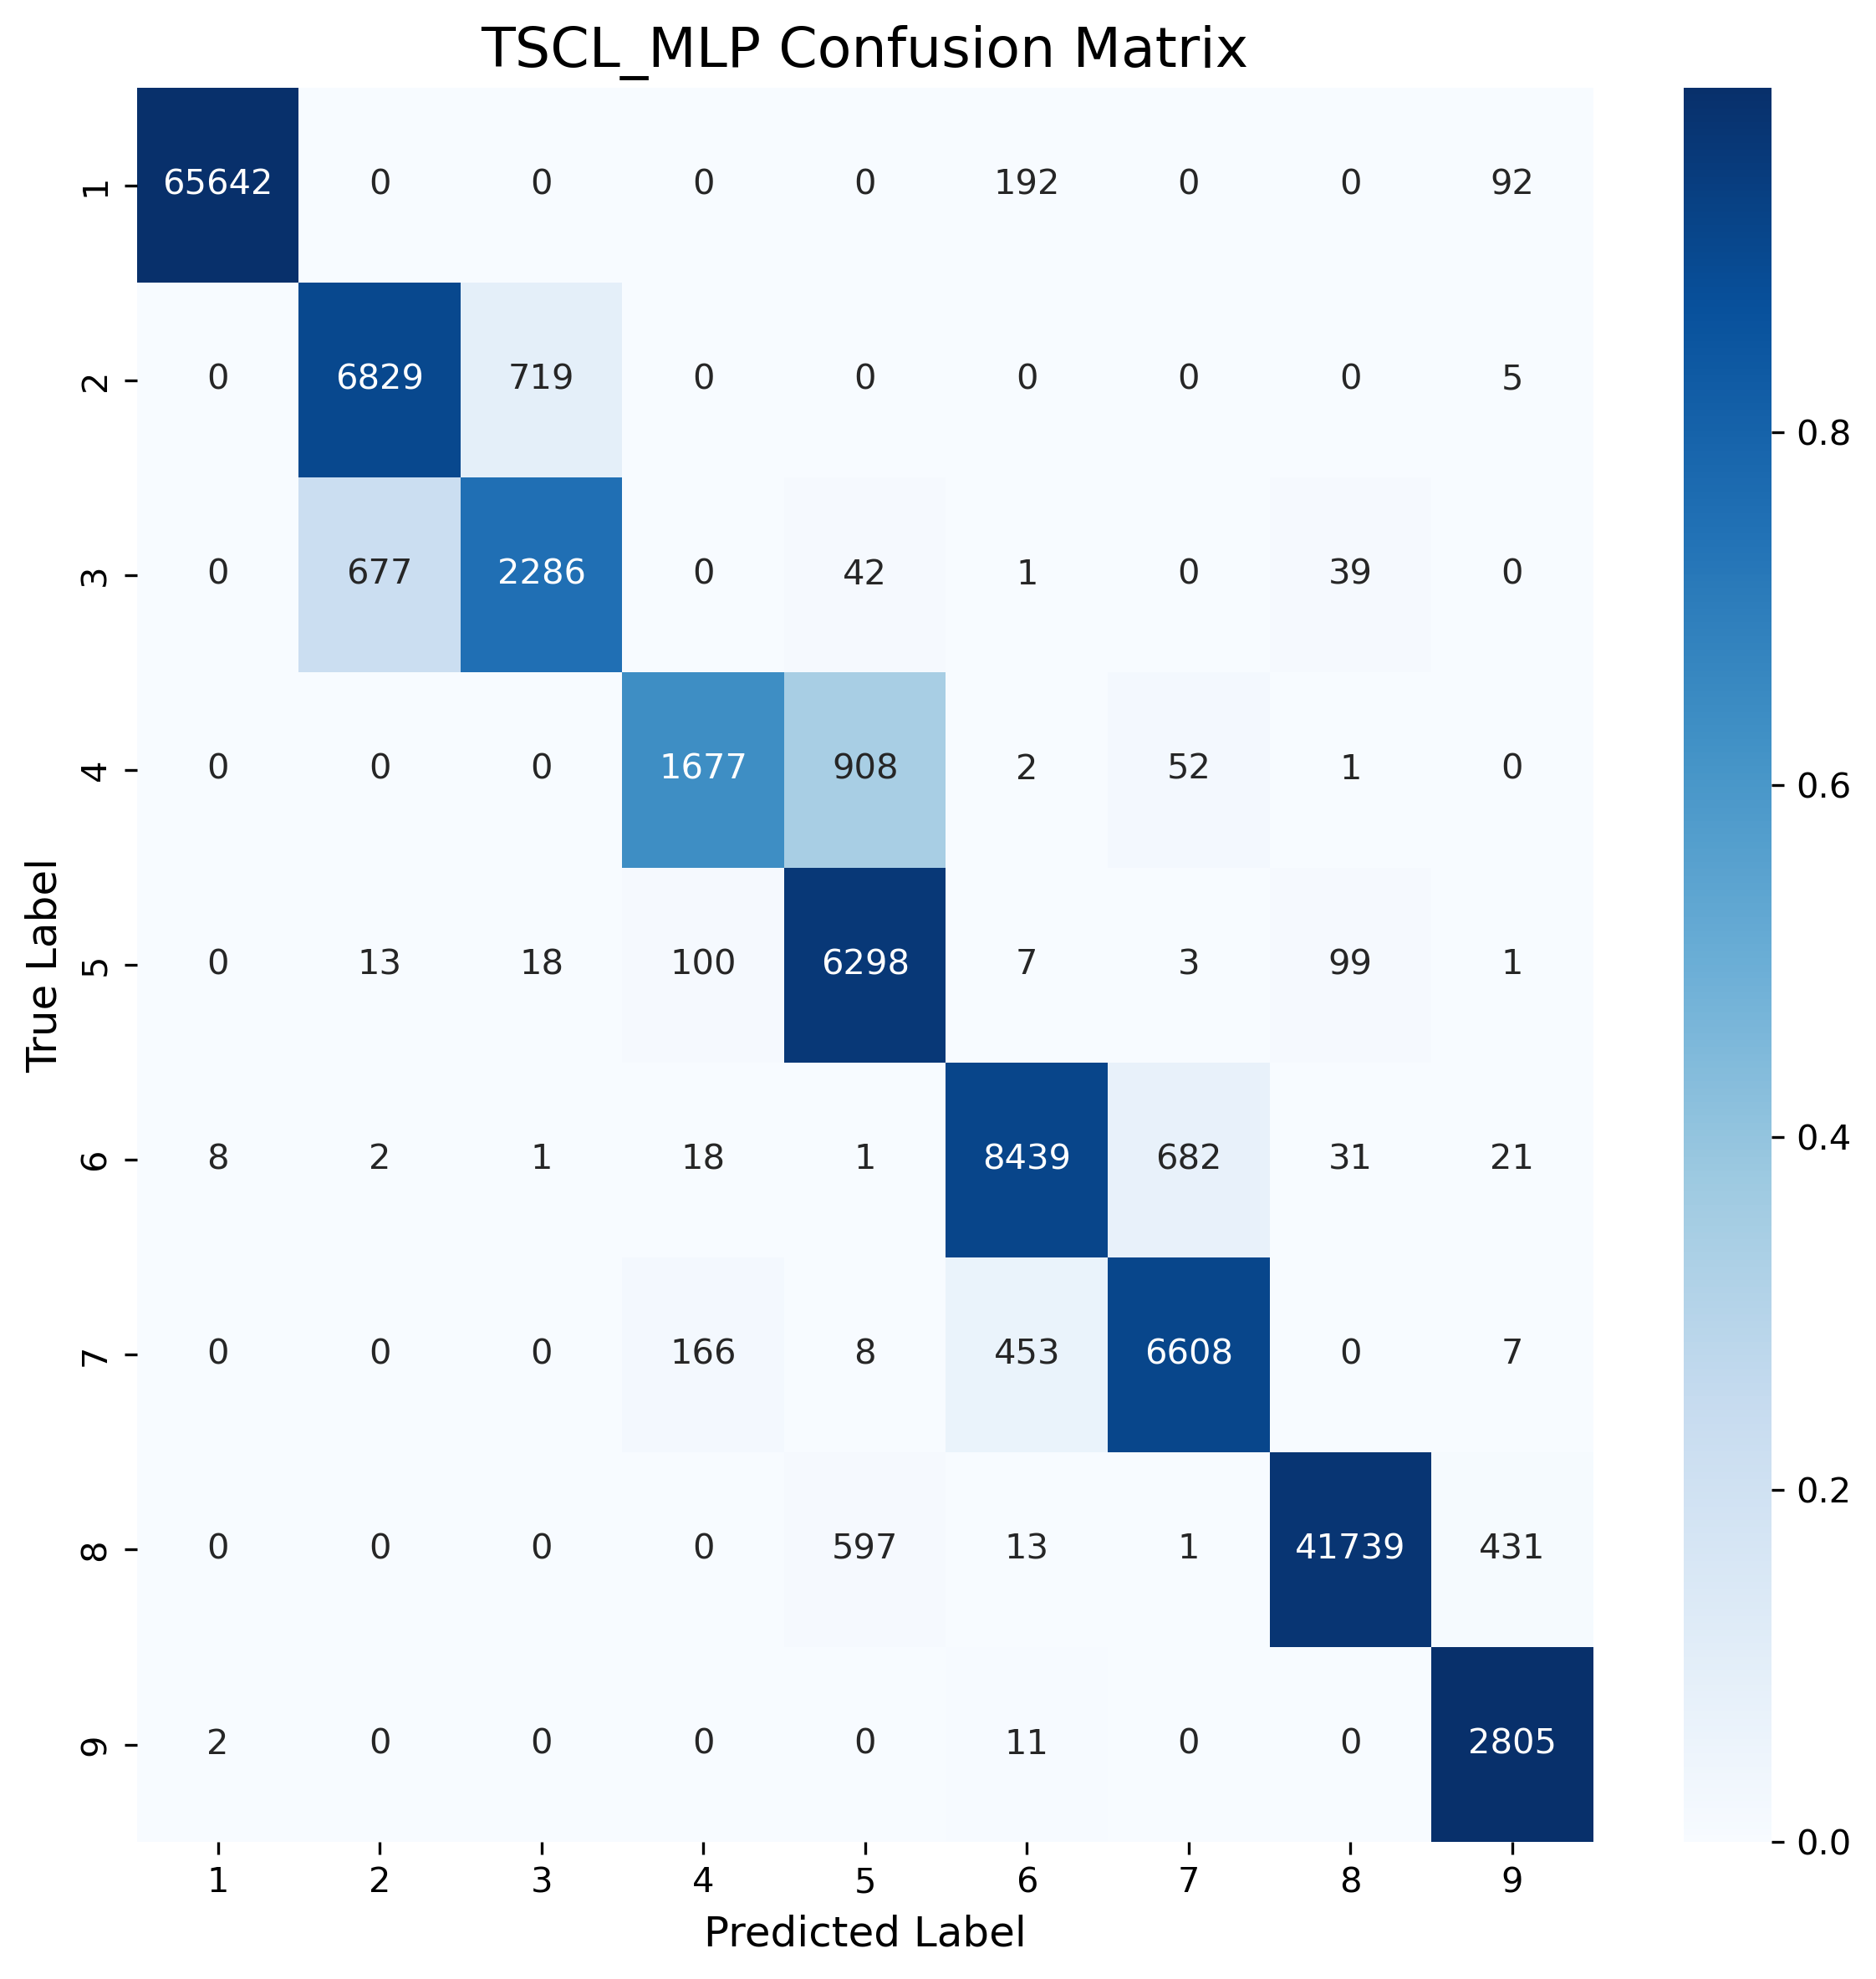 TSCL_MLP Confusion Matrix
1 65642 0 0 0 0 192 0 0 92
2 0 6829 719 0 0 0 0 0 5
3 0 677 2286 0 42 1 0 39 0
4 0 0 0 1677 908 2 52 1 0
5 0 13 18 100 6298 7 3 99 1
6 8 2 1 18 1 8439 682 31 21
7 0 0 0 166 8 453 6608 0 7
8 0 0 0 0 597 13 1 41739 431
9 2 0 0 0 0 11 0 0 2805
1 2 3 4 5 6 7 8 9
Predicted Label
True Label
0.8
0.6
0.4
0.2
0.0